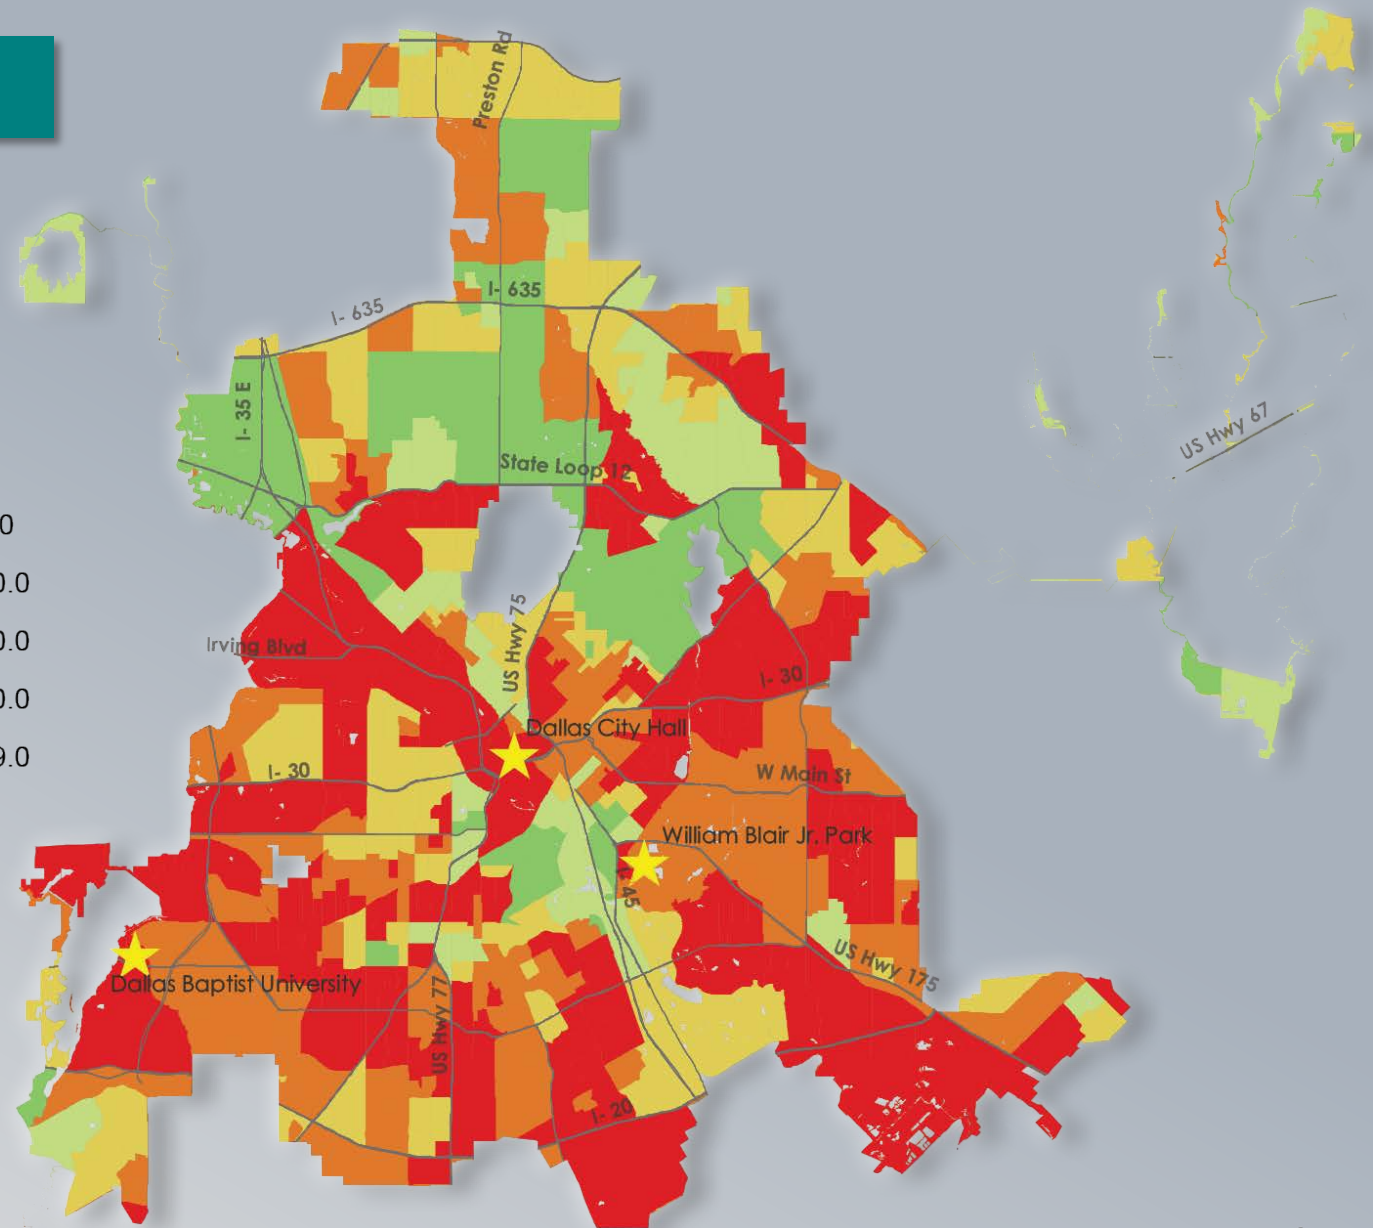 Preston Rd
I- 635
I- 635
I- 35 E
US Hwy 67
State Loop 12
0
0.0
0.0
0.0
9.0
US Hwy 75
Irving Blvd
I- 30
Dallas City Hall
I- 30
W Main St
William Blair Jr. Park
I- 45
US Hwy 175
Dallas Baptist University
US Hwy 77
I- 20